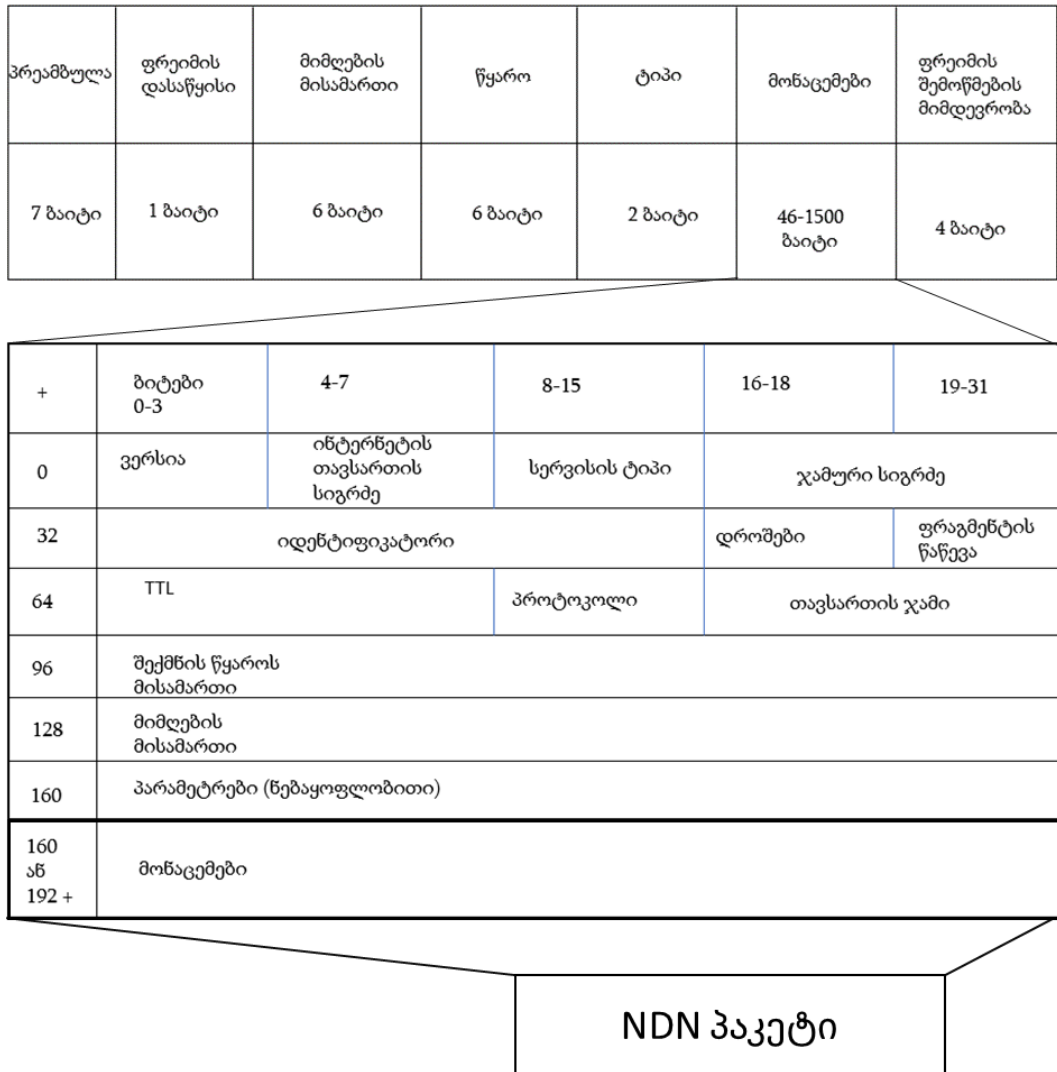 პრეამბულა
ფრეიმის
დასაწყისი
მიმღების
მისამართი
წყარო
ტიპი
მონაცემები
ფრეიმის
შემოწმების
მიმდევრობა
7 ბაიტი
1 ბაიტი
6 ბაიტი
6 ბაიტი
2 ბაიტი
46-1500
ბაიტი
4 ბაიტი
+
ბიტები
0-3
4-7
8-15
16-18
19-31
0
ვერსია
ინტერნეტის
თავსართის
სიგრძე
სერვისის ტიპი
ჯამური სიგრძე
32
იდენტიფიკატორი
დროშები
ფრაგმენტის
წანევა
64
TTL
პროტოკოლი
თავსართის ჯამი
96
შექმნის წყაროს
მისამართი
128
მიმღების
მისამართი
160
პარამეტრები (ნებაყოფლობითი)
160
ან
192 +
მონაცემები
NDN პაკეტი